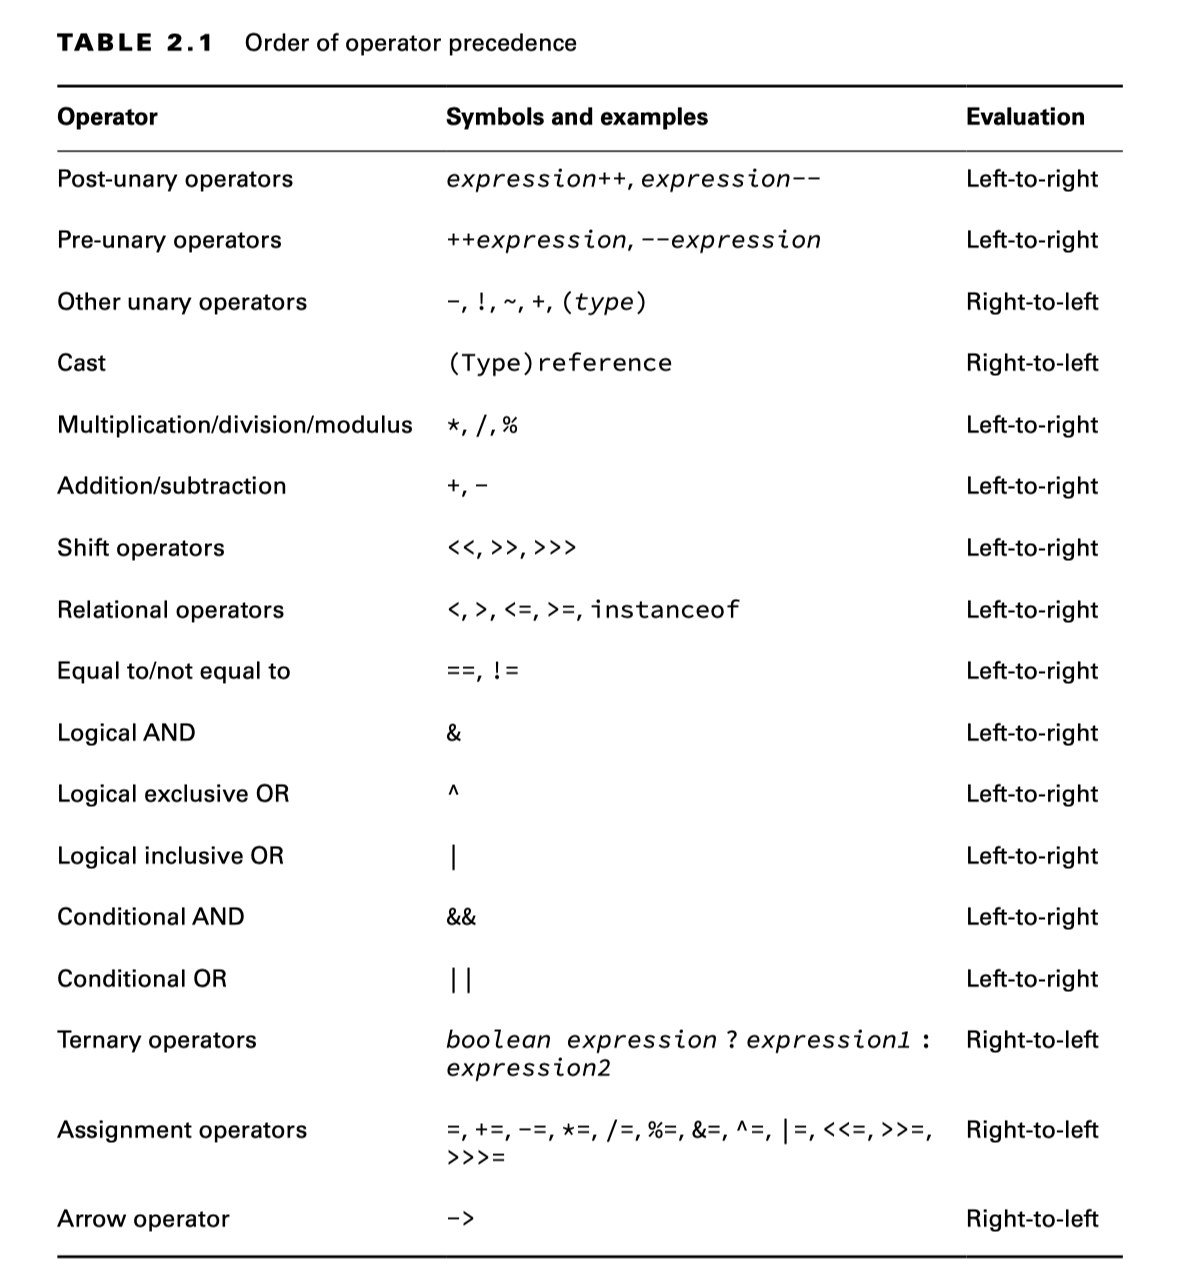 TABLE 2.1 Order of operator precedence
Operator Symbols and examples Evaluation
Post-unary operators expression++, expression-- Left-to-right
Pre-unary operators ++expression, --expression Left-to-right
Other unary operators -, !, ~, +, (type) Right-to-left
Cast (Type)reference Right-to-left
Multiplication/division/modulus *, /, % Left-to-right
Addition/subtraction +, - Left-to-right
Shift operators <<, >>, >>> Left-to-right
Relational operators <, >, <=, >=, instanceof Left-to-right
Equal to/not equal to ==, != Left-to-right
Logical AND & Left-to-right
Logical exclusive OR ^ Left-to-right
Logical inclusive OR | Left-to-right
Conditional AND && Left-to-right
Conditional OR || Left-to-right
Ternary operators boolean expression ? expression1 : Right-to-left
expression2
Assignment operators =, +=, -=, *=, /=, %=, &=, ^=, |=, <<=, >>=, Right-to-left
>>>=
Arrow operator -> Right-to-left